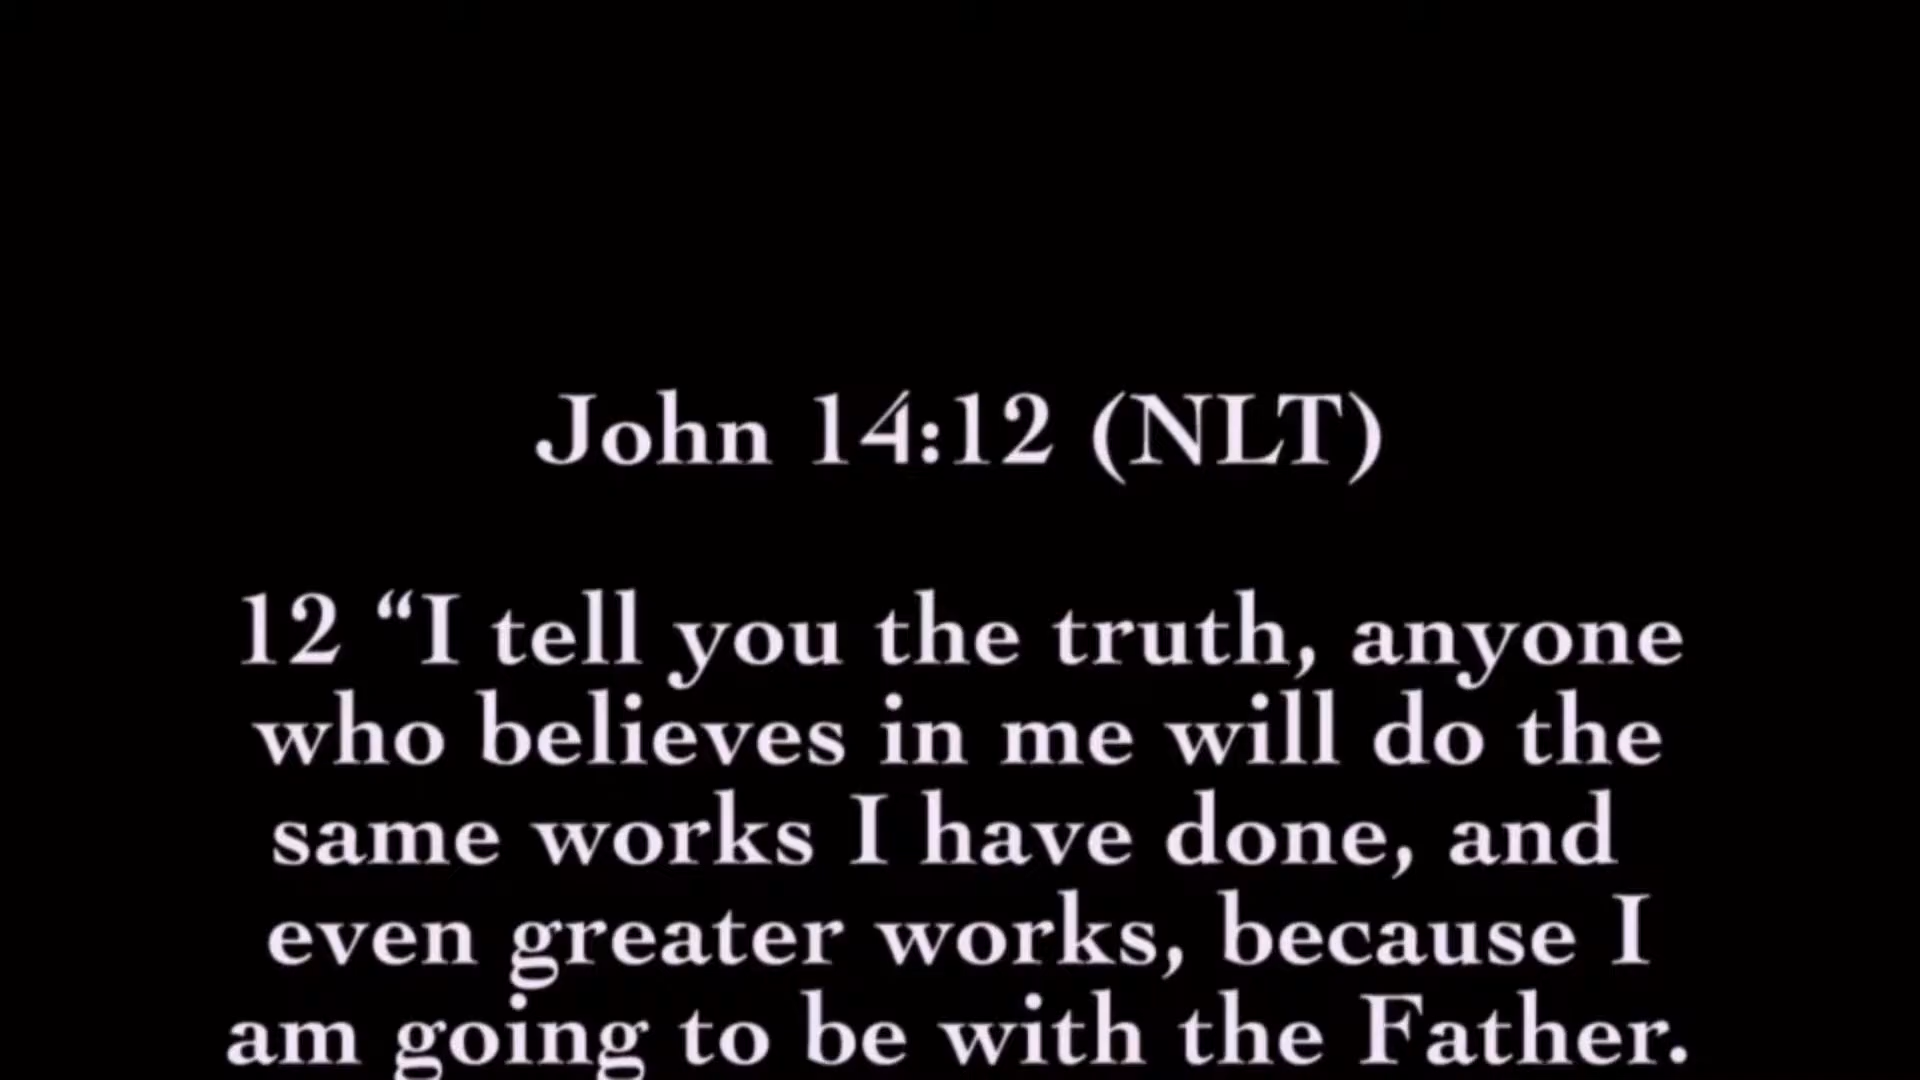 John 14:12 (NLT)
12 “I tell you the truth, anyone
who believes in me will do the
same works I have done, and
even greater works, because I
am going to be with the Father.